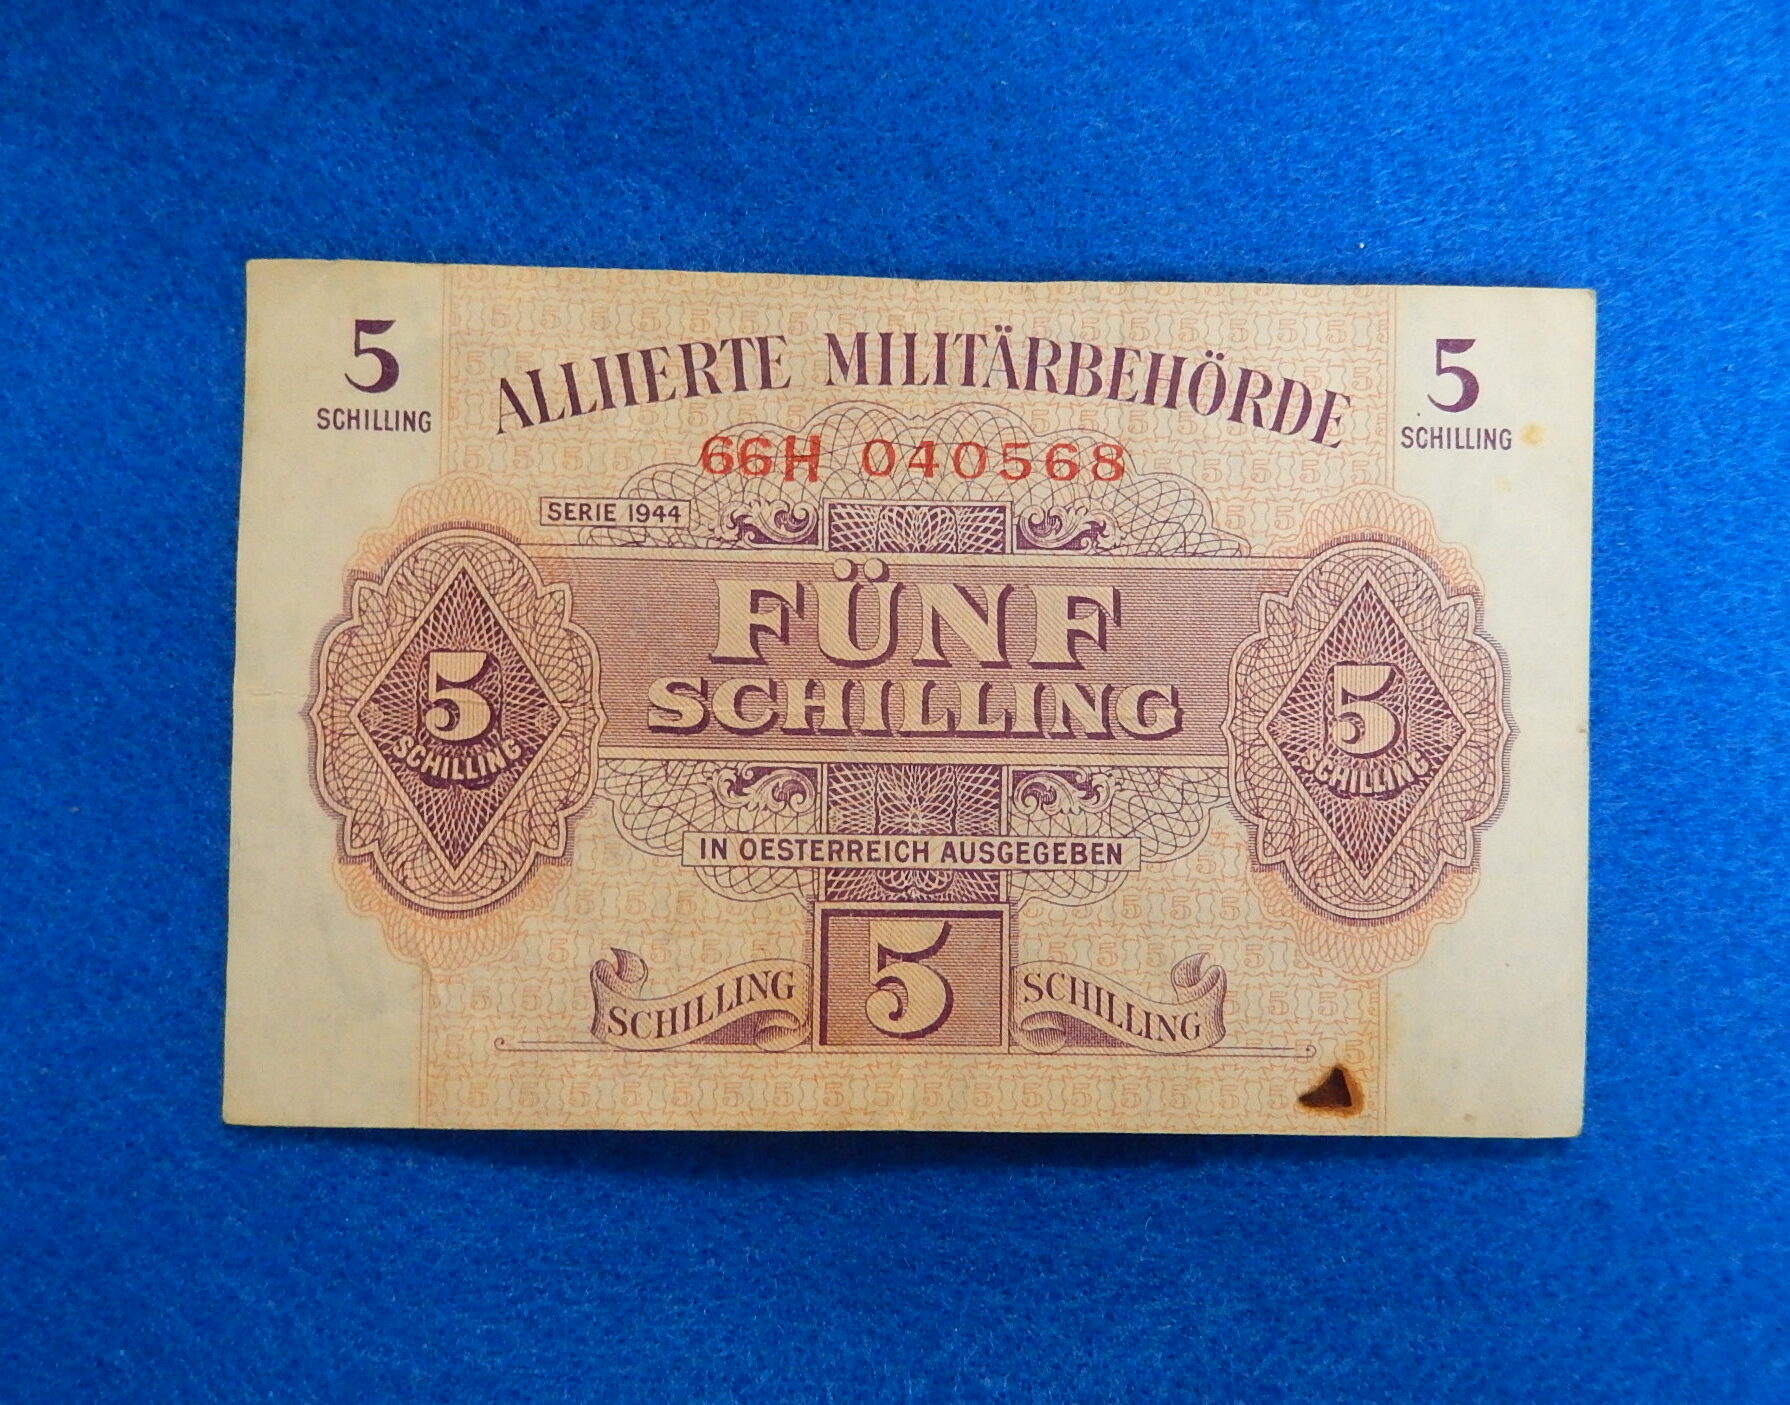 5
SCHILLING
ALLIIERTE MILITÄRBEHÖRDE
5
SCHILLING
66H 040568
SERIE 1944
FÜNF
SCHILLING
5
SCHILLING
5
SCHILLING
IN OESTERREICH AUSGEGEBEN
SCHILLING 5 SCHILLING